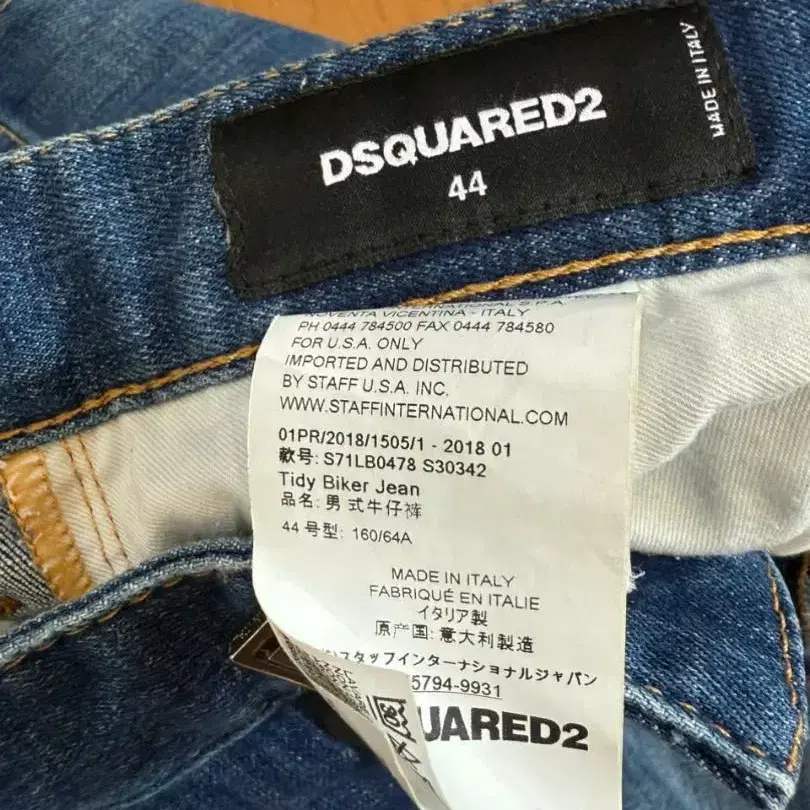 DSQUARED2
44
MADE IN ITALY
NOVENTA VICENTINA - ITALY
PH 0444 784500 FAX 0444 784580
FOR U.S.A. ONLY
IMPORTED AND DISTRIBUTED
BY STAFF U.S.A. INC.
WWW.STAFFINTERNATIONAL.COM
01PR/2018/1505/1 - 2018 01
款号: S71LB0478 S30342
Tidy Biker Jean
品名: 男 式牛仔裤
44 号型: 160/64A
MADE IN ITALY
FABRIQUÉ EN ITALIE
イタリア製
原产国: 意大利製造
スタッフインターナショナルジャパン
5794-9931
UARED2